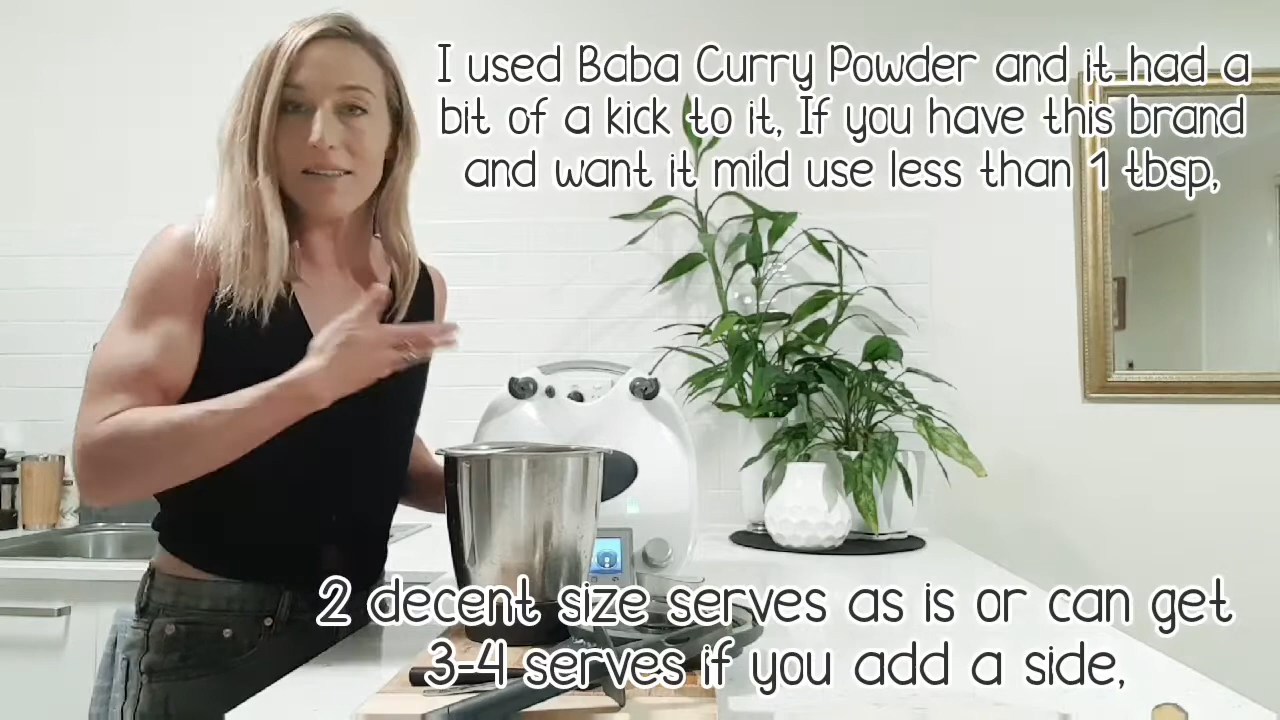 I used Baba Curry Powder and it had a
bit of a kick to it, If you have this brand
and want it mild use less than 1 tbsp,
2 decent size serves as is or can get
3-4 serves if you add a side,